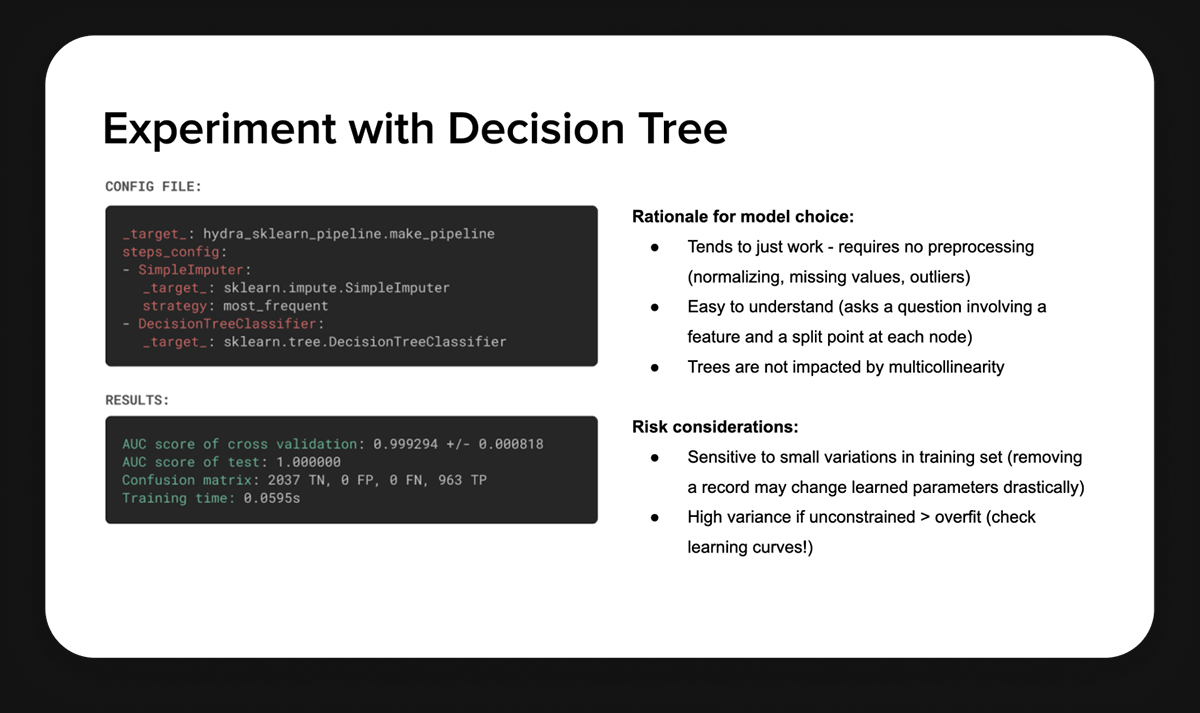 Experiment with Decision Tree
CONFIG FILE:
_target_: hydra_sklearn_pipeline.make_pipeline
steps_config:
- SimpleImputer:
_target_: sklearn.impute.SimpleImputer
strategy: most_frequent
- DecisionTreeClassifier:
_target_: sklearn.tree.DecisionTreeClassifier
RESULTS:
AUC score of cross validation: 0.999294 +/- 0.000818
AUC score of test: 1.000000
Confusion matrix: 2037 TN, 0 FP, 0 FN, 963 TP
Training time: 0.0595s
Rationale for model choice:
● Tends to just work - requires no preprocessing
(normalizing, missing values, outliers)
● Easy to understand (asks a question involving a
feature and a split point at each node)
● Trees are not impacted by multicollinearity
Risk considerations:
● Sensitive to small variations in training set (removing
a record may change learned parameters drastically)
● High variance if unconstrained > overfit (check
learning curves!)